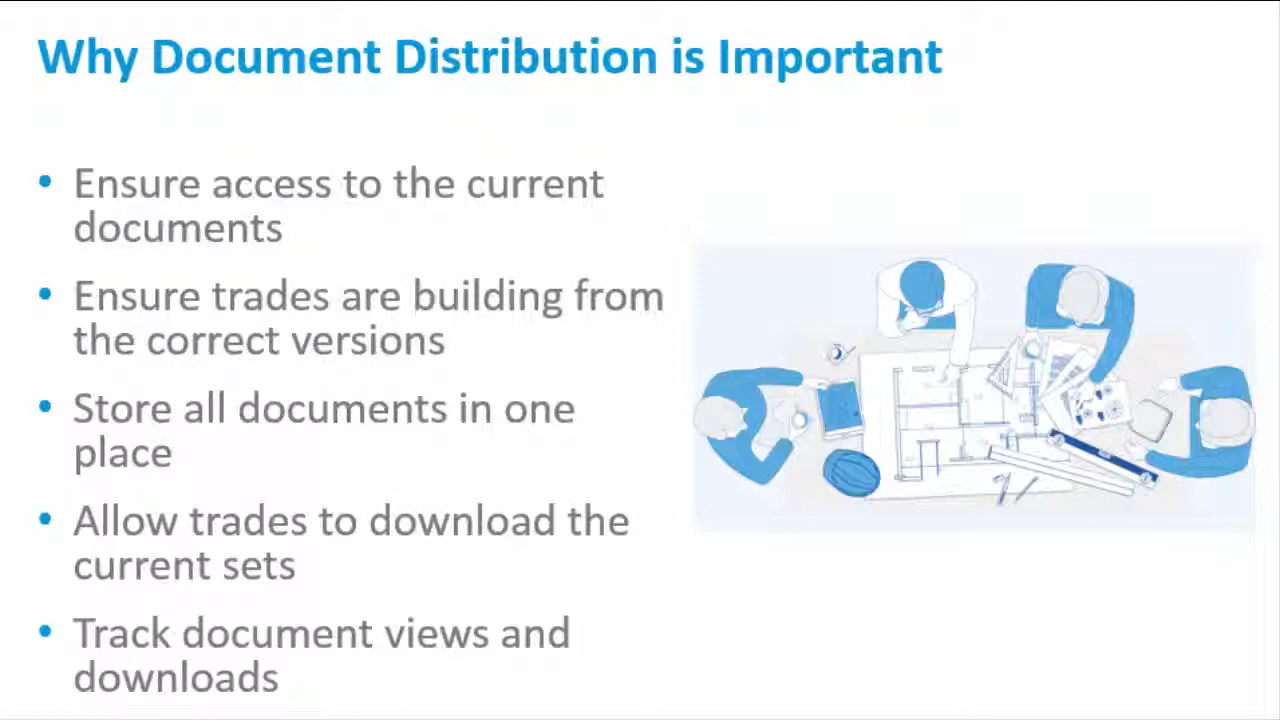 Why Document Distribution is Important
• Ensure access to the current
documents
• Ensure trades are building from
the correct versions
• Store all documents in one
place
• Allow trades to download the
current sets
• Track document views and
downloads